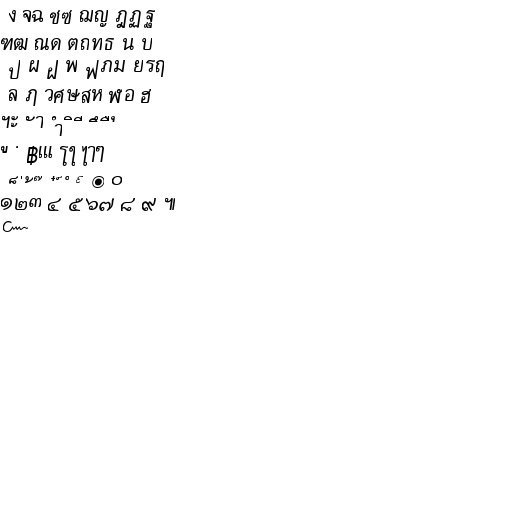 ง จฉ ชซ ฌญ ฎฏฐ
ฑฒ ณด ตถทธ น บ
ป ผ ฝ พ ฟภม ยรฤ
ล ฦ วศษสห ฬอ ฮ
ฯะ ั า ำ ิ ี ึ ื ุ
ู ฺ ฿เแ โใ ไๅๆ
็ ่ ้ ๊ ๋ ์ ํ ๎ ๏ ๐
๑๒๓ ๔ ๕ ๖๗ ๘ ๙ ๚
๛